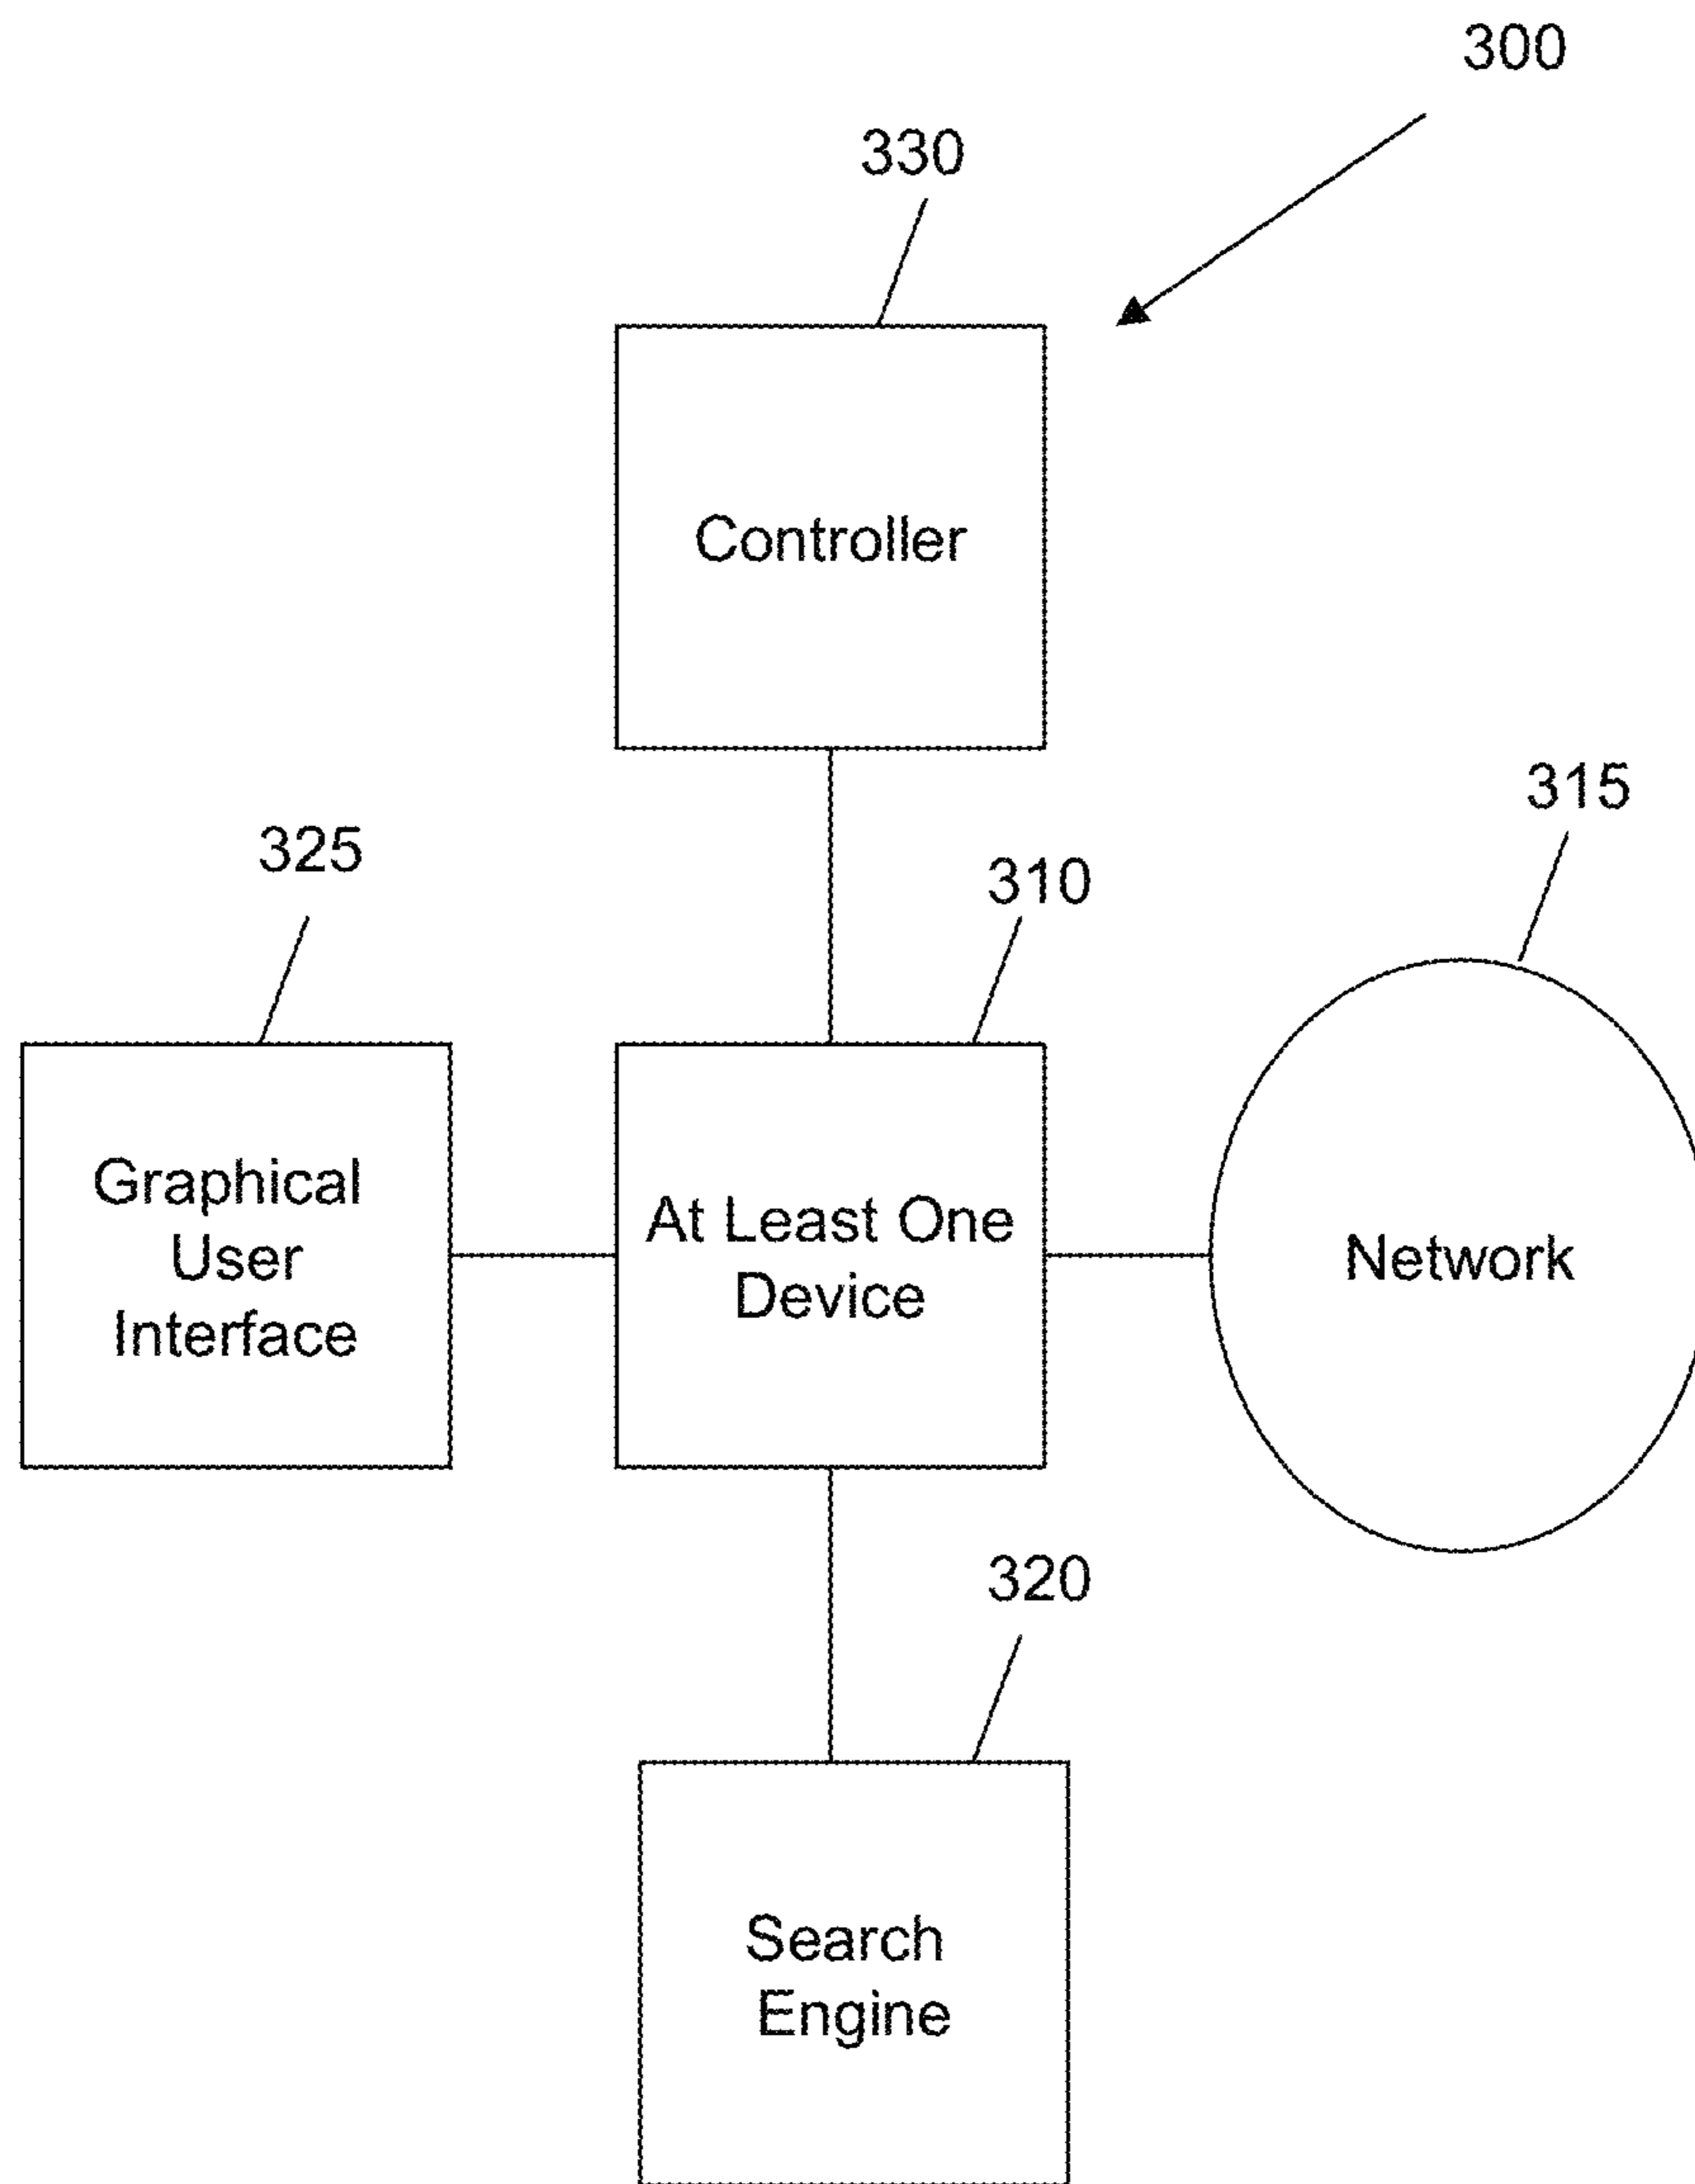 300
330
Controller
315
325
310
Graphical
User
Interface
At Least One
Device
Network
320
Search
Engine